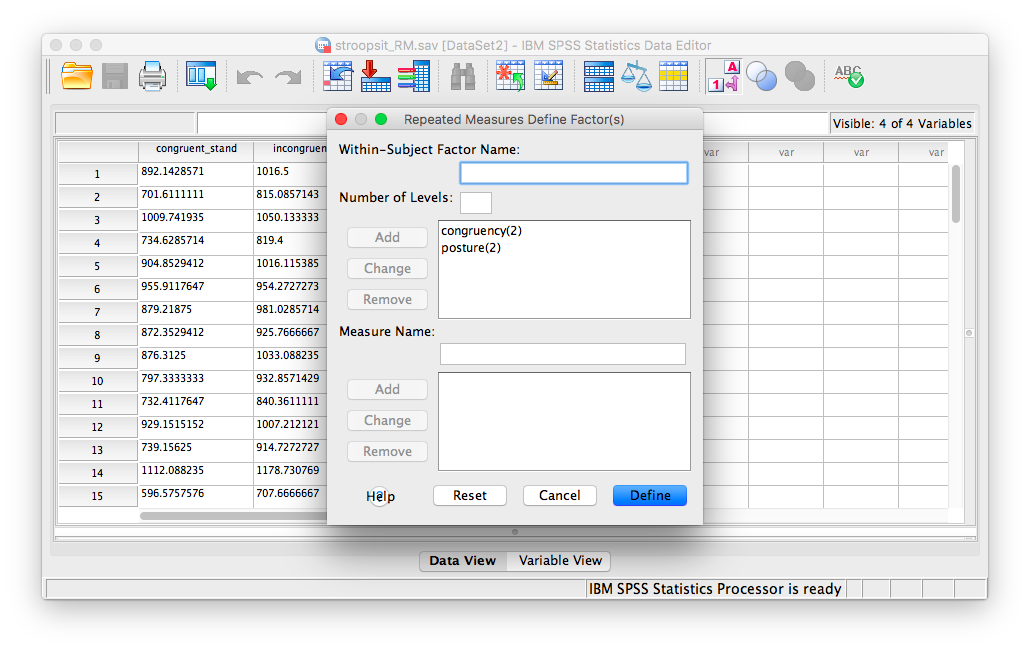 stroopsit_RM.sav [DataSet2] - IBM SPSS Statistics Data Editor
A
1
ABC
Visible: 4 of 4 Variables
Repeated Measures Define Factor(s)
Within-Subject Factor Name:
Number of Levels:
Add
Change
Remove
congruency(2)
posture(2)
Measure Name:
Add
Change
Remove
Help
Reset
Cancel
Define
congruent_stand incongruen var var var var
1 892.1428571 1016.5
2 701.6111111 815.0857143
3 1009.741935 1050.133333
4 734.6285714 819.4
5 904.8529412 1016.115385
6 955.9117647 954.2727273
7 879.21875 981.0285714
8 872.3529412 925.7666667
9 876.3125 1033.088235
10 797.3333333 932.8571429
11 732.4117647 840.3611111
12 929.1515152 1007.212121
13 739.15625 914.7272727
14 1112.088235 1178.730769
15 596.5757576 707.6666667
Data View Variable View
IBM SPSS Statistics Processor is ready